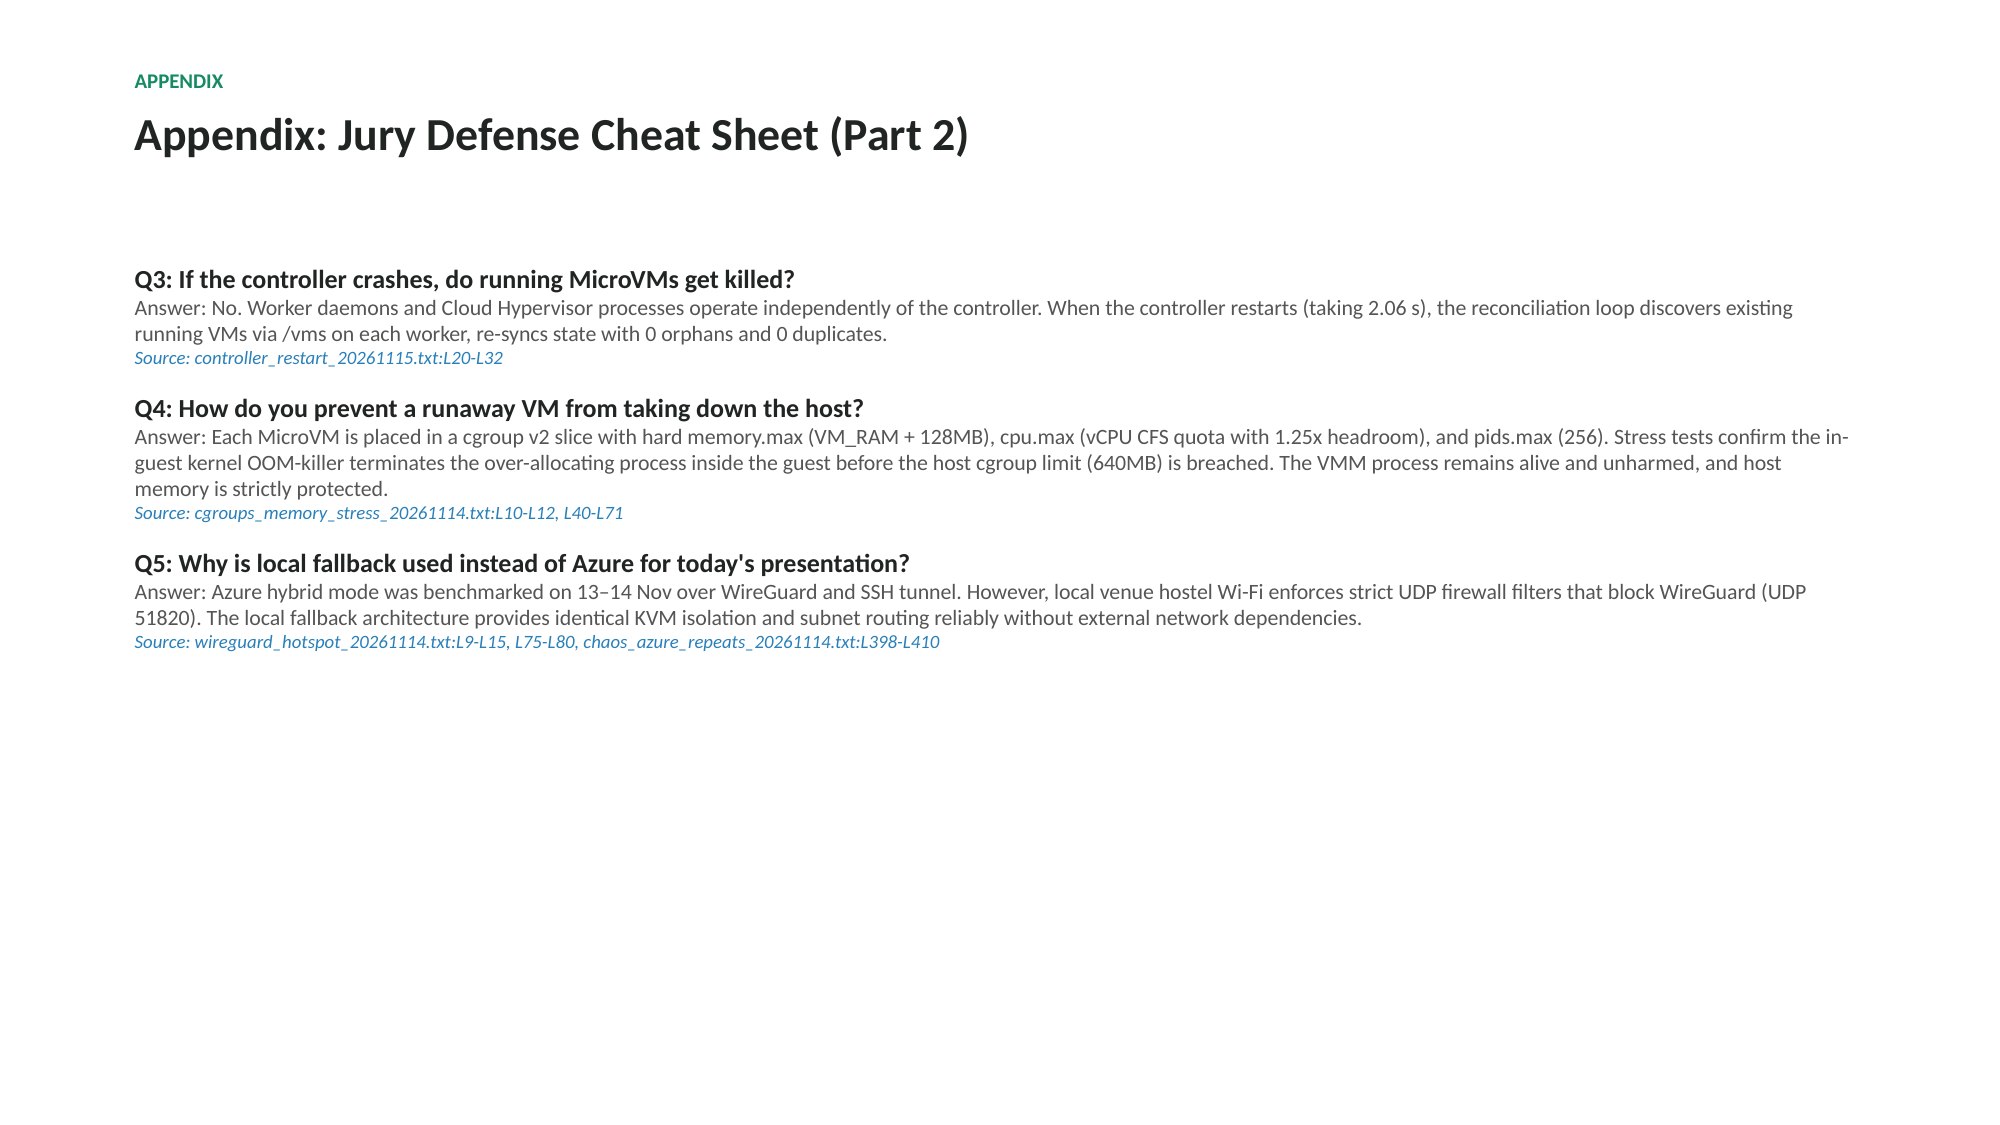 APPENDIX
Appendix: Jury Defense Cheat Sheet (Part 2)
Q3: If the controller crashes, do running MicroVMs get killed?
Answer: No. Worker daemons and Cloud Hypervisor processes operate independently of the controller. When the controller restarts (taking 2.06 s), the reconciliation loop discovers existing
running VMs via /vms on each worker, re-syncs state with 0 orphans and 0 duplicates.
Source: controller_restart_20261115.txt:L20-L32
Q4: How do you prevent a runaway VM from taking down the host?
Answer: Each MicroVM is placed in a cgroup v2 slice with hard memory.max (VM_RAM + 128MB), cpu.max (vCPU CFS quota with 1.25x headroom), and pids.max (256). Stress tests confirm the in-
guest kernel OOM-killer terminates the over-allocating process inside the guest before the host cgroup limit (640MB) is breached. The VMM process remains alive and unharmed, and host
memory is strictly protected.
Source: cgroups_memory_stress_20261114.txt:L10-L12, L40-L71
Q5: Why is local fallback used instead of Azure for today's presentation?
Answer: Azure hybrid mode was benchmarked on 13–14 Nov over WireGuard and SSH tunnel. However, local venue hostel Wi-Fi enforces strict UDP firewall filters that block WireGuard (UDP
51820). The local fallback architecture provides identical KVM isolation and subnet routing reliably without external network dependencies.
Source: wireguard_hotspot_20261114.txt:L9-L15, L75-L80, chaos_azure_repeats_20261114.txt:L398-L410